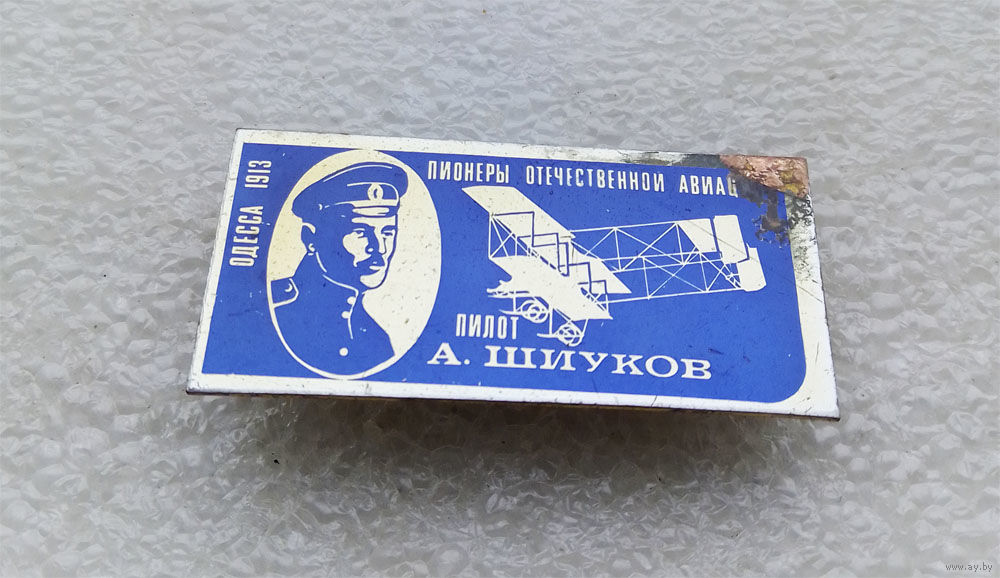 ОДЕССА 1913
ПИОНЕРЫ ОТЕЧЕСТВЕННОЙ
ПИЛОТ
А. ШИУКОВ
www.ay.by